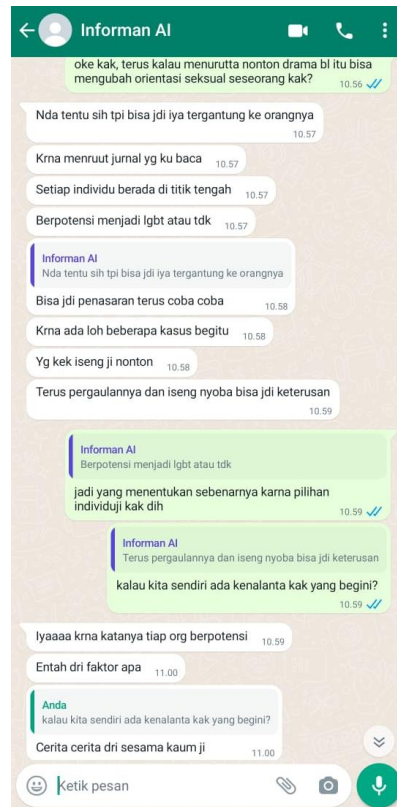 Informan AI
oke kak, terus kalau menurutta nonton drama bl itu bisa
mengubah orientasi seksual seseorang kak?
10.56
Nda tentu sih tpi bisa jdi iya tergantung ke orangnya
10.57
Krna menruut jurnal yg ku baca 10.57
Setiap individu berada di titik tengah 10.57
Berpotensi menjadi lgbt atau tdk 10.57
Informan AI
Nda tentu sih tpi bisa jdi iya tergantung ke orangnya
Bisa jdi penasaran terus coba coba 10.58
Krna ada loh beberapa kasus begitu 10.58
Yg kek iseng ji nonton 10.58
Terus pergaulannya dan iseng nyoba bisa jdi keterusan
10.59
Informan AI
Berpotensi menjadi lgbt atau tdk
jadi yang menentukan sebenarnya karna pilihan
individuji kak dih 10.59
Informan AI
Terus pergaulannya dan iseng nyoba bisa jdi keterusan
kalau kita sendiri ada kenalanta kak yang begini?
10.59
Iyaaaa krna katanya tiap org berpotensi 10.59
Entah dri faktor apa 11.00
Anda
kalau kita sendiri ada kenalanta kak yang begini?
Cerita cerita dri sesama kaum ji 11.00
Ketik pesan